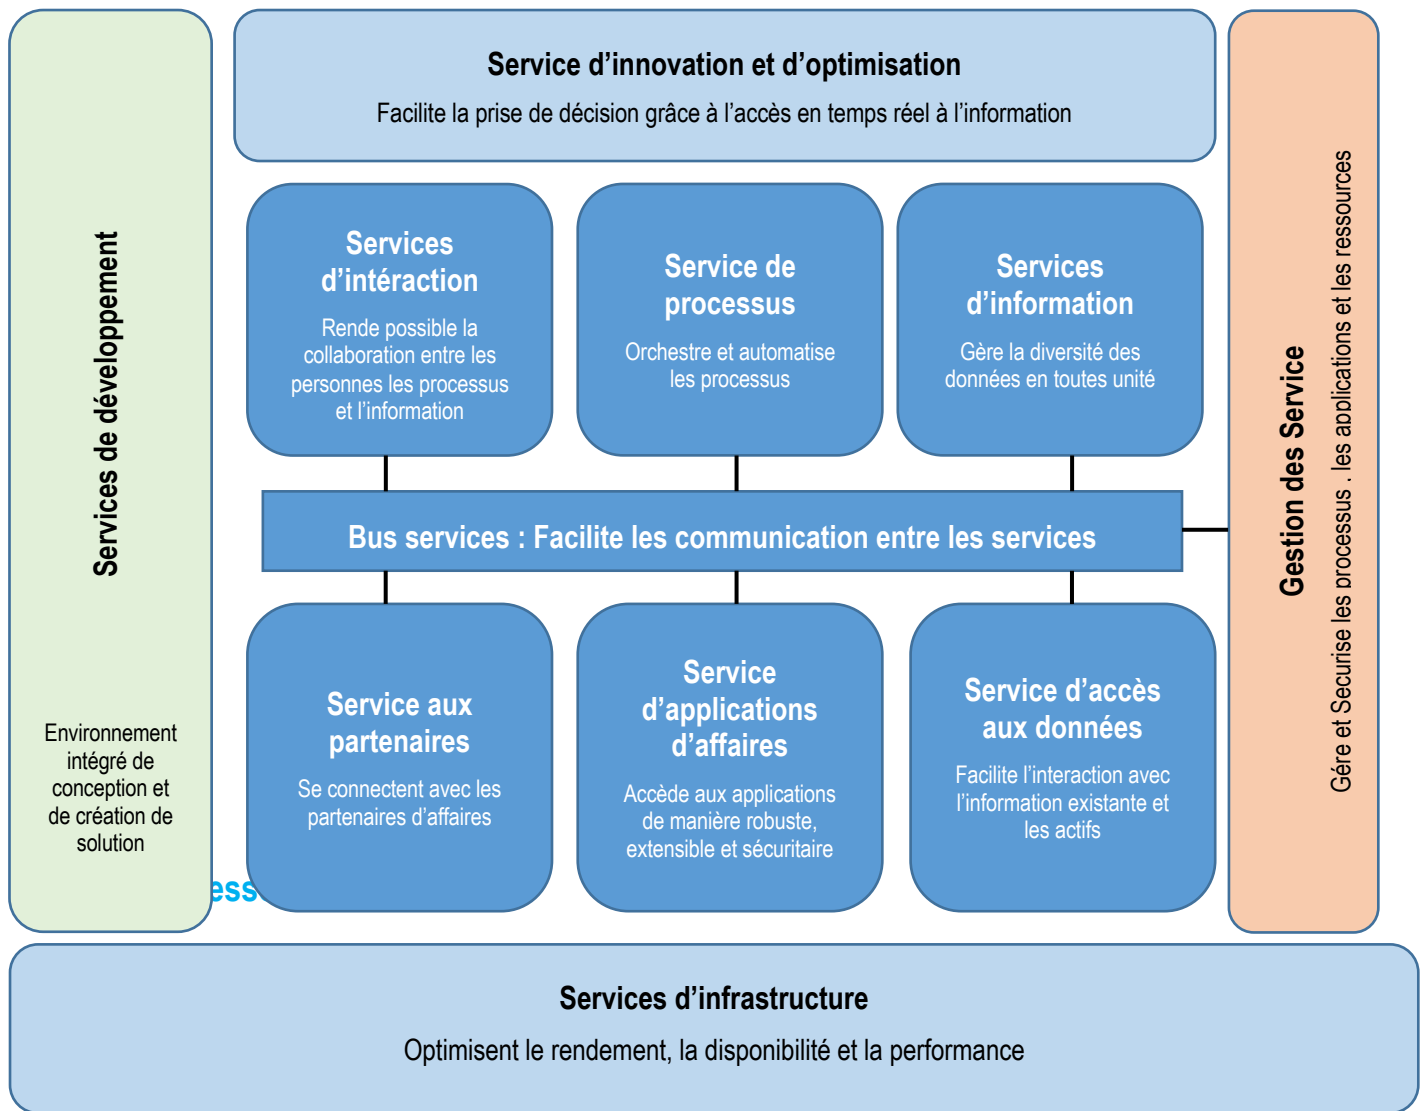 Service d’innovation et d’optimisation
Facilite la prise de décision grâce à l’accès en temps réel à l’information
Services de développement
Environnement
intégré de
conception et
de création de
solution
Services
d’intéraction
Rende possible la
collaboration entre les
personnes les processus
et l’information
Service de
processus
Orchestre et automatise
les processus
Services
d’information
Gère la diversité des
données en toutes unité
Bus services : Facilite les communication entre les services
Service aux
partenaires
Se connectent avec les
partenaires d’affaires
Service
d’applications
d’affaires
Accède aux applications
de manière robuste,
extensible et sécuritaire
Service d’accès
aux données
Facilite l’interaction avec
l’information existante et
les actifs
Gestion des Service
Gére et Securise les processus , les applications et les ressources
Services d’infrastructure
Optimisent le rendement, la disponibilité et la performance